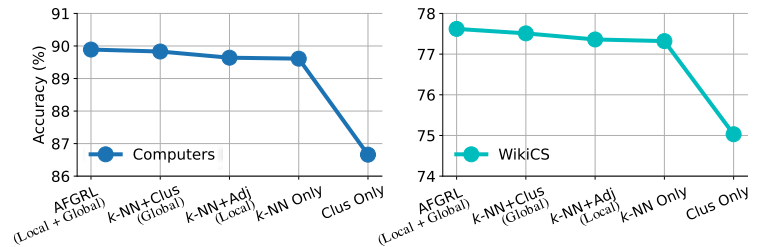 91
90
89
88
87
86
Accuracy (%)
Computers
AFGRL
(Local + Global)
k-NN+Clus
(Global)
k-NN+Adj
(Local)
k-NN Only
Clus Only
78
77
76
75
74
WikiCS
AFGRL
(Local + Global)
k-NN+Clus
(Global)
k-NN+Adj
(Local)
k-NN Only
Clus Only